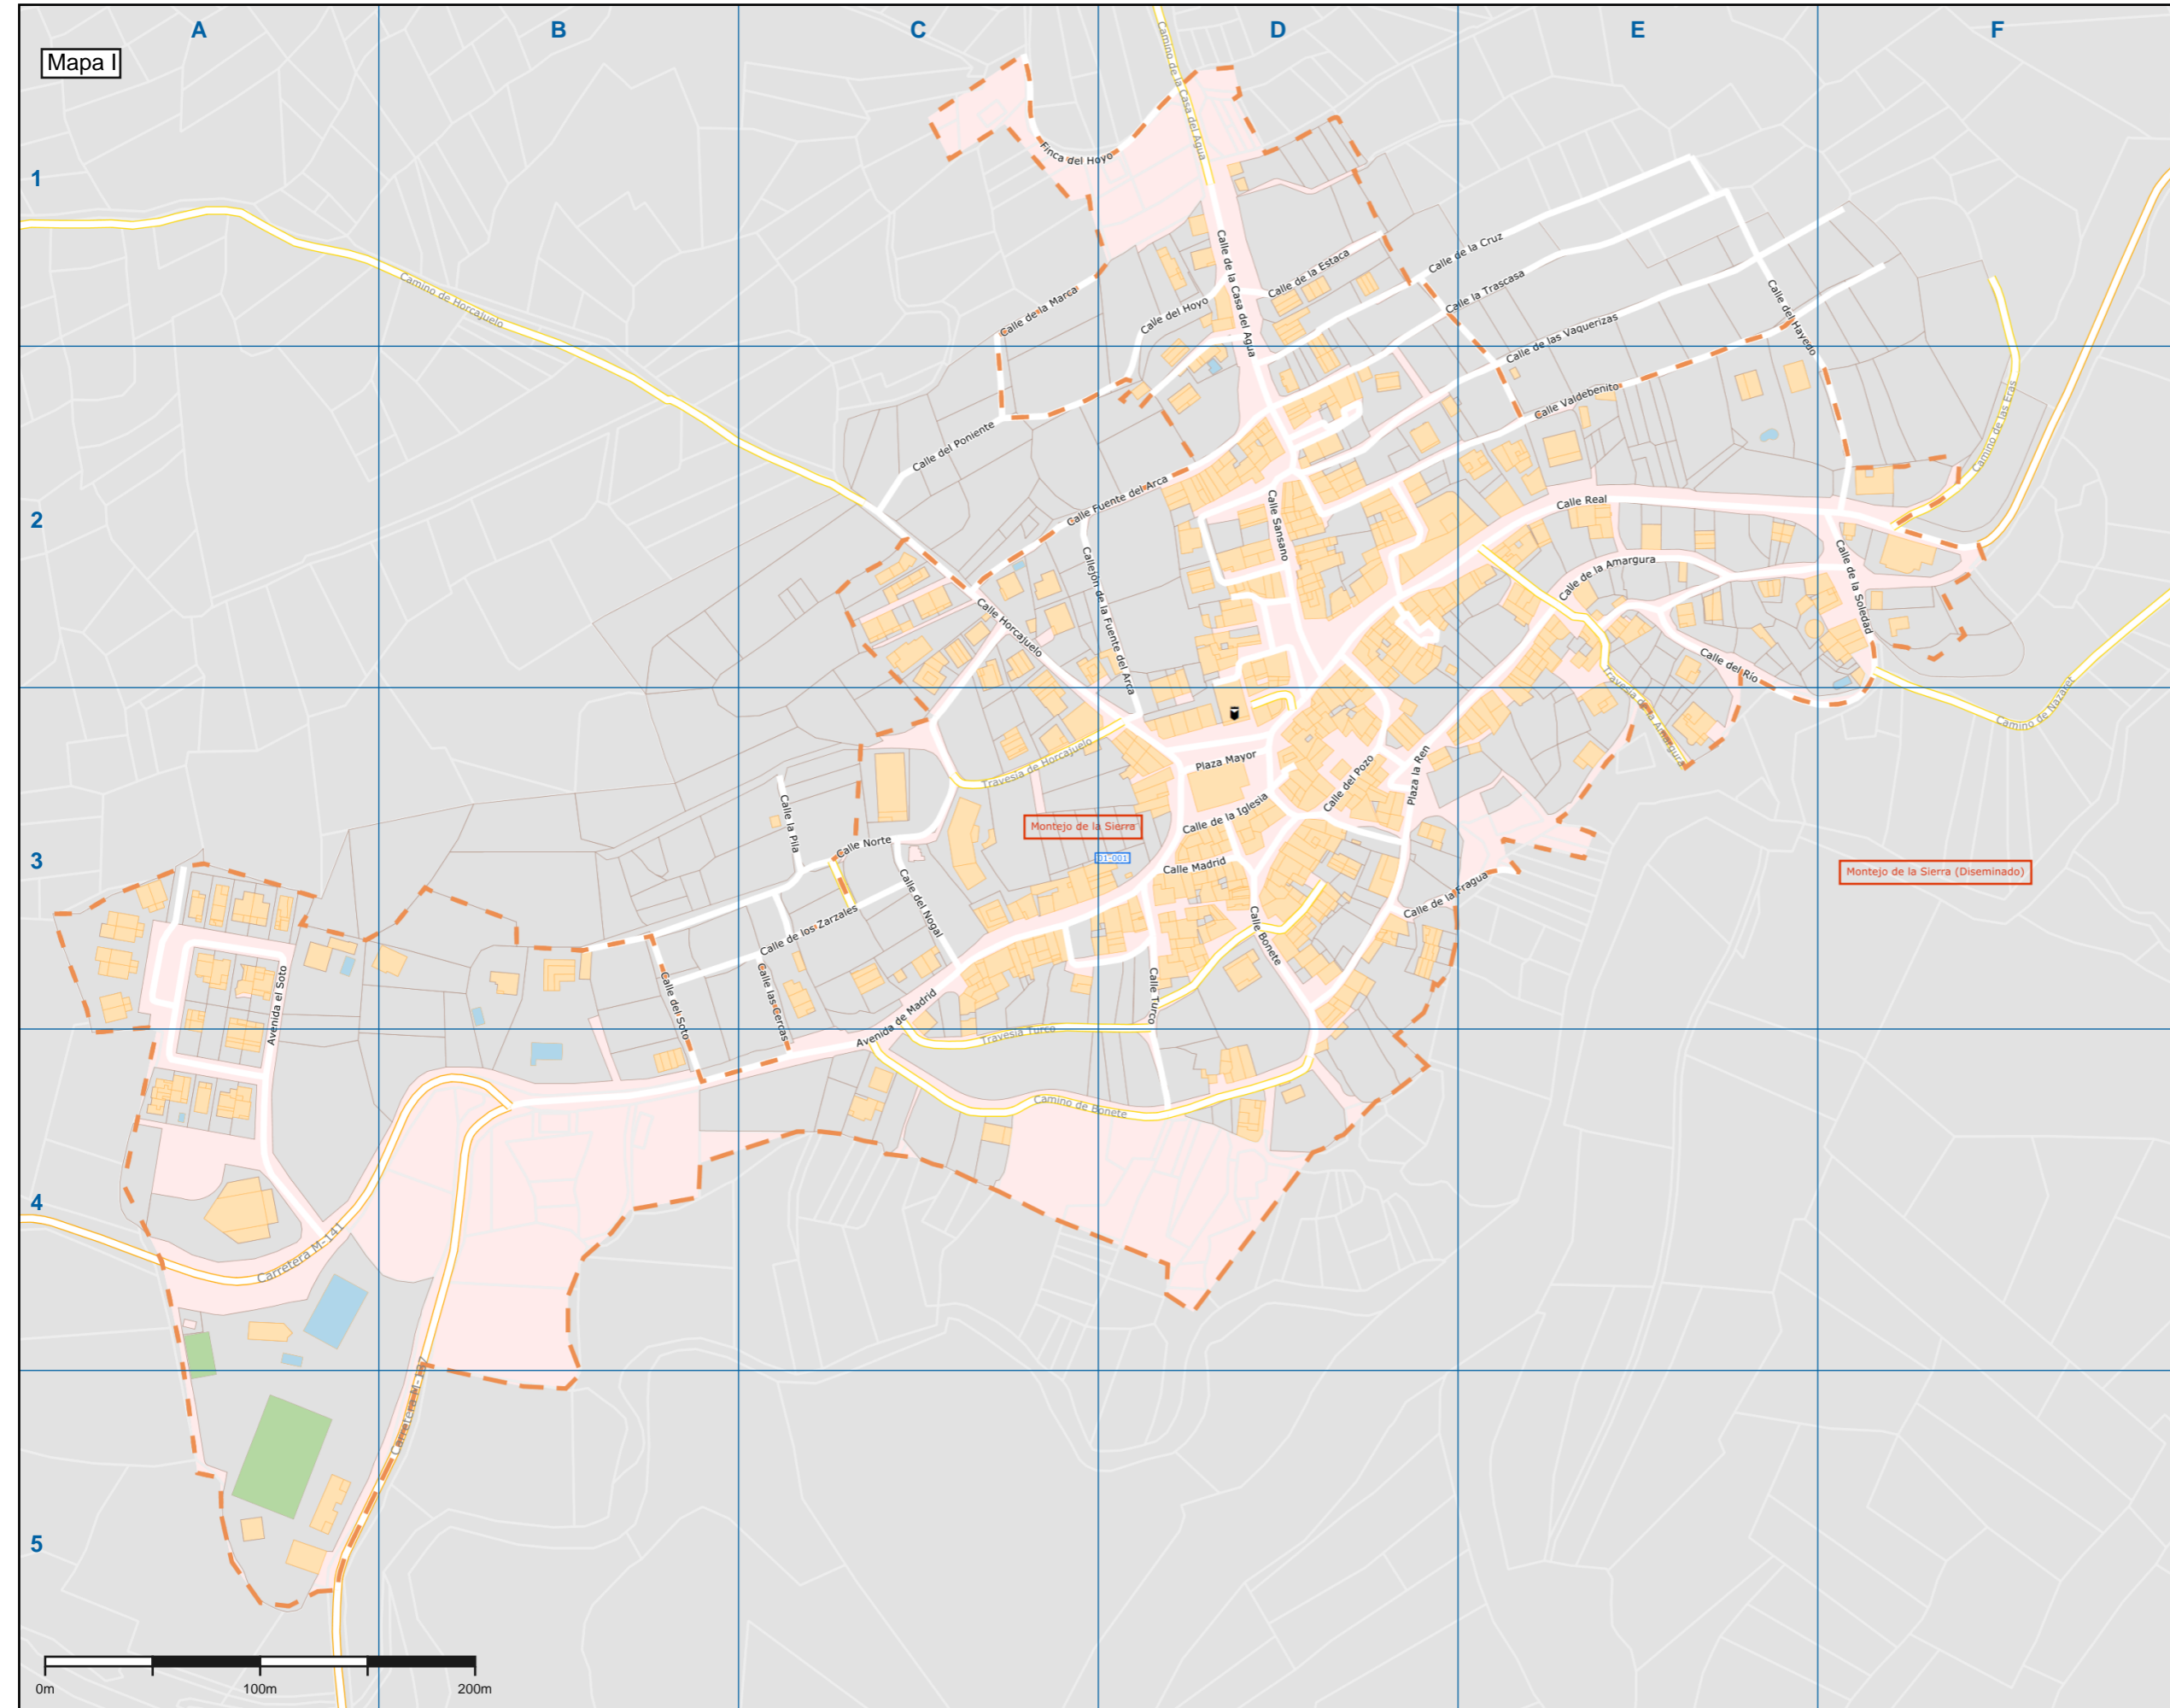 A
B
C
D
E
F
Mapa I
1
2
3
4
5
Camino de la Casa del Agua
Finca del Hoyo
Camino de Horcajuelo
Calle de la Marca
Calle del Hoyo
Calle de la Casa del Agua
Calle de la Estaca
Calle de la Cruz
Calle la Trascasa
Calle de las Vaquerizas
Calle del Hayedo
Calle Valdebenito
Camino de las Eras
Calle del Poniente
Calle Fuente del Arca
Calle Sansano
Calle Real
Callejón de la Fuente del Arca
Calle de la Amargura
Calle de la Soledad
Calle Horcajuelo
Calle del Río
Travesía de la Amargura
Camino de Nazaret
Travesía de Horcajuelo
Plaza Mayor
Calle del Pozo
Plaza la Ren
Calle de la Iglesia
Montejo de la Sierra
01-001
Calle la Pila
Calle Norte
Calle Madrid
Montejo de la Sierra (Diseminado)
Calle del Nogal
Calle de la Fragua
Calle de los Zarzales
Calle Bonete
Avenida el Soto
Calle del Soto
Calle las Cercas
Calle Turco
Avenida de Madrid
Travesía Turco
Camino de Bonete
Carretera M-141
Carretera M-137
0m
100m
200m